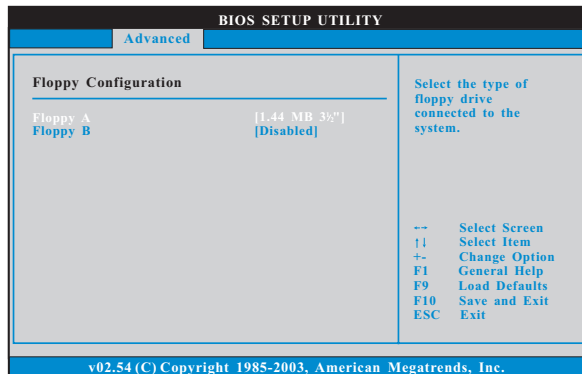 BIOS SETUP UTILITY
Advanced
Floppy Configuration
Floppy A [1.44 MB 3½"]
Floppy B [Disabled]
Select the type of
floppy drive
connected to the
system.
←→ Select Screen
↑↓ Select Item
+- Change Option
F1 General Help
F9 Load Defaults
F10 Save and Exit
ESC Exit
v02.54 (C) Copyright 1985-2003, American Megatrends, Inc.